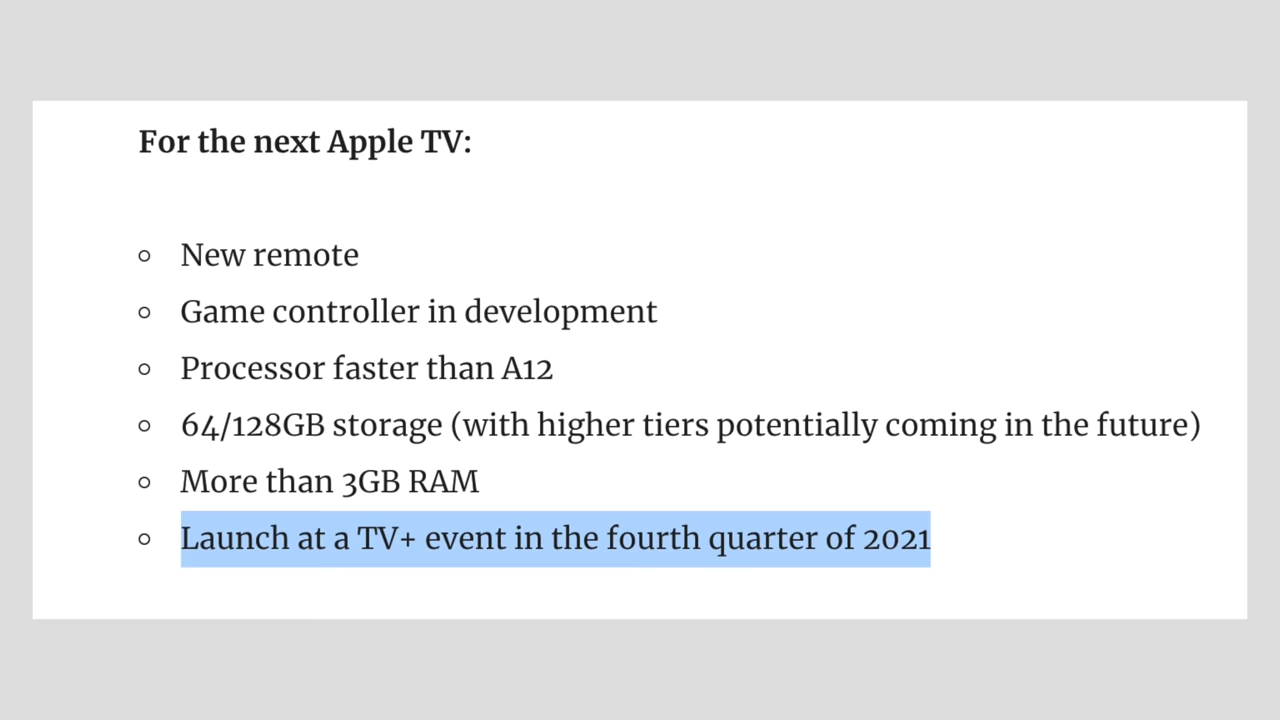 For the next Apple TV:
New remote
Game controller in development
Processor faster than A12
64/128GB storage (with higher tiers potentially coming in the future)
More than 3GB RAM
Launch at a TV+ event in the fourth quarter of 2021